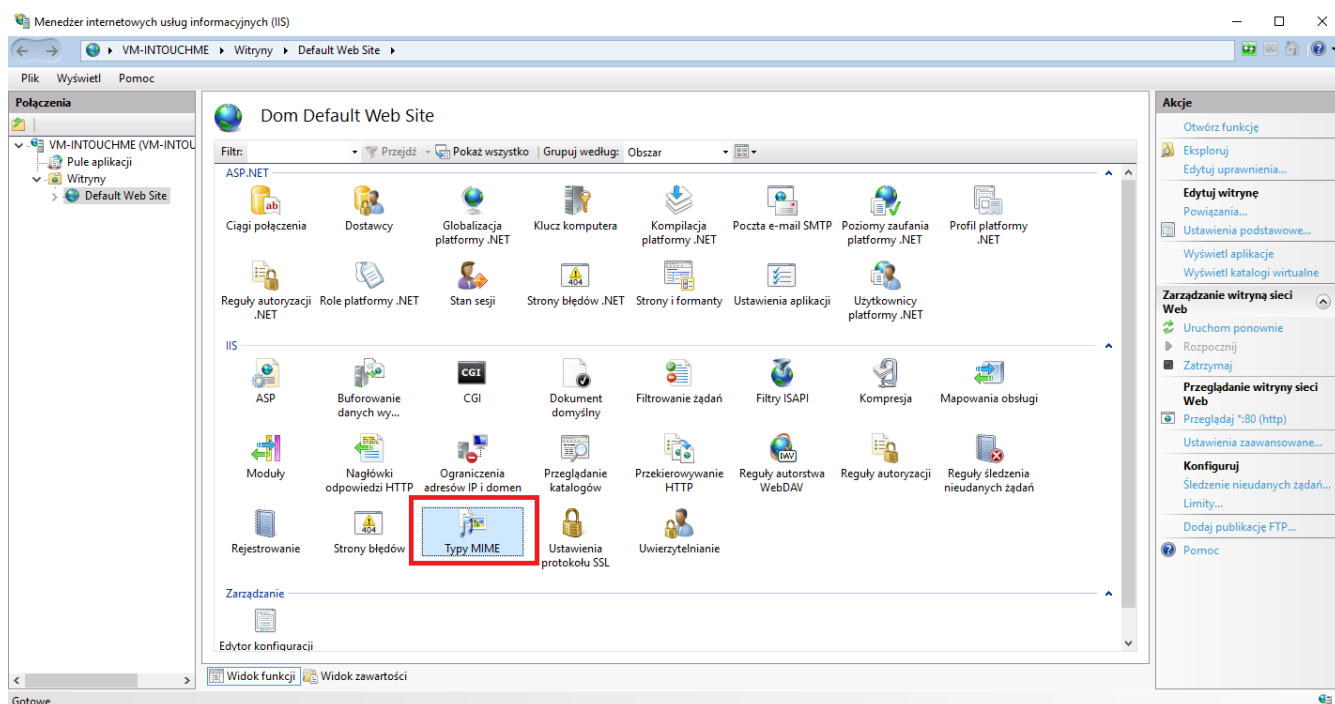 Menedżer internetowych usług informacyjnych (IIS)
VM-INTOUCHME Witryny Default Web Site
Plik Wyświetl Pomoc
Połączenia
VM-INTOUCHME (VM-INTOU
Pule aplikacji
Witryny
Default Web Site
Dom Default Web Site
Filtr: Przejdź Pokaż wszystko Grupuj według: Obszar
ASP.NET
ab
Ciągi połączenia
Dostawcy
Globalizacja
platformy .NET
Klucz komputera
Kompilacja
platformy .NET
Poczta e-mail SMTP
Poziomy zaufania
platformy .NET
Profil platformy
.NET
404
Reguły autoryzacji
.NET
Role platformy .NET
Stan sesji
Strony błędów .NET
Strony i formanty
Ustawienia aplikacji
Użytkownicy
platformy .NET
IIS
CGI
ASP
Buforowanie
danych wy...
CGI
Dokument
domyślny
Filtrowanie żądań
Filtry ISAPI
Kompresja
Mapowania obsługi
DAV
Moduły
Nagłówki
odpowiedzi HTTP
Ograniczenia
adresów IP i domen
Przeglądanie
katalogów
Przekierowywanie
HTTP
Reguły autorstwa
WebDAV
Reguły autoryzacji
Reguły śledzenia
nieudanych żądań
404
Rejestrowanie
Strony błędów
Typy MIME
Ustawienia
protokołu SSL
Uwierzytelnianie
Zarządzanie
Edytor konfiguracji
Widok funkcji Widok zawartości
Akcje
Otwórz funkcję
Eksploruj
Edytuj uprawnienia...
Edytuj witrynę
Powiązania...
Ustawienia podstawowe...
Wyświetl aplikacje
Wyświetl katalogi wirtualne
Zarządzanie witryną sieci
Web
Uruchom ponownie
Rozpocznij
Zatrzymaj
Przeglądanie witryny sieci
Web
Przeglądaj *:80 (http)
Ustawienia zaawansowane...
Konfiguruj
Śledzenie nieudanych żądań...
Limity...
Dodaj publikację FTP...
Pomoc
Gotowe